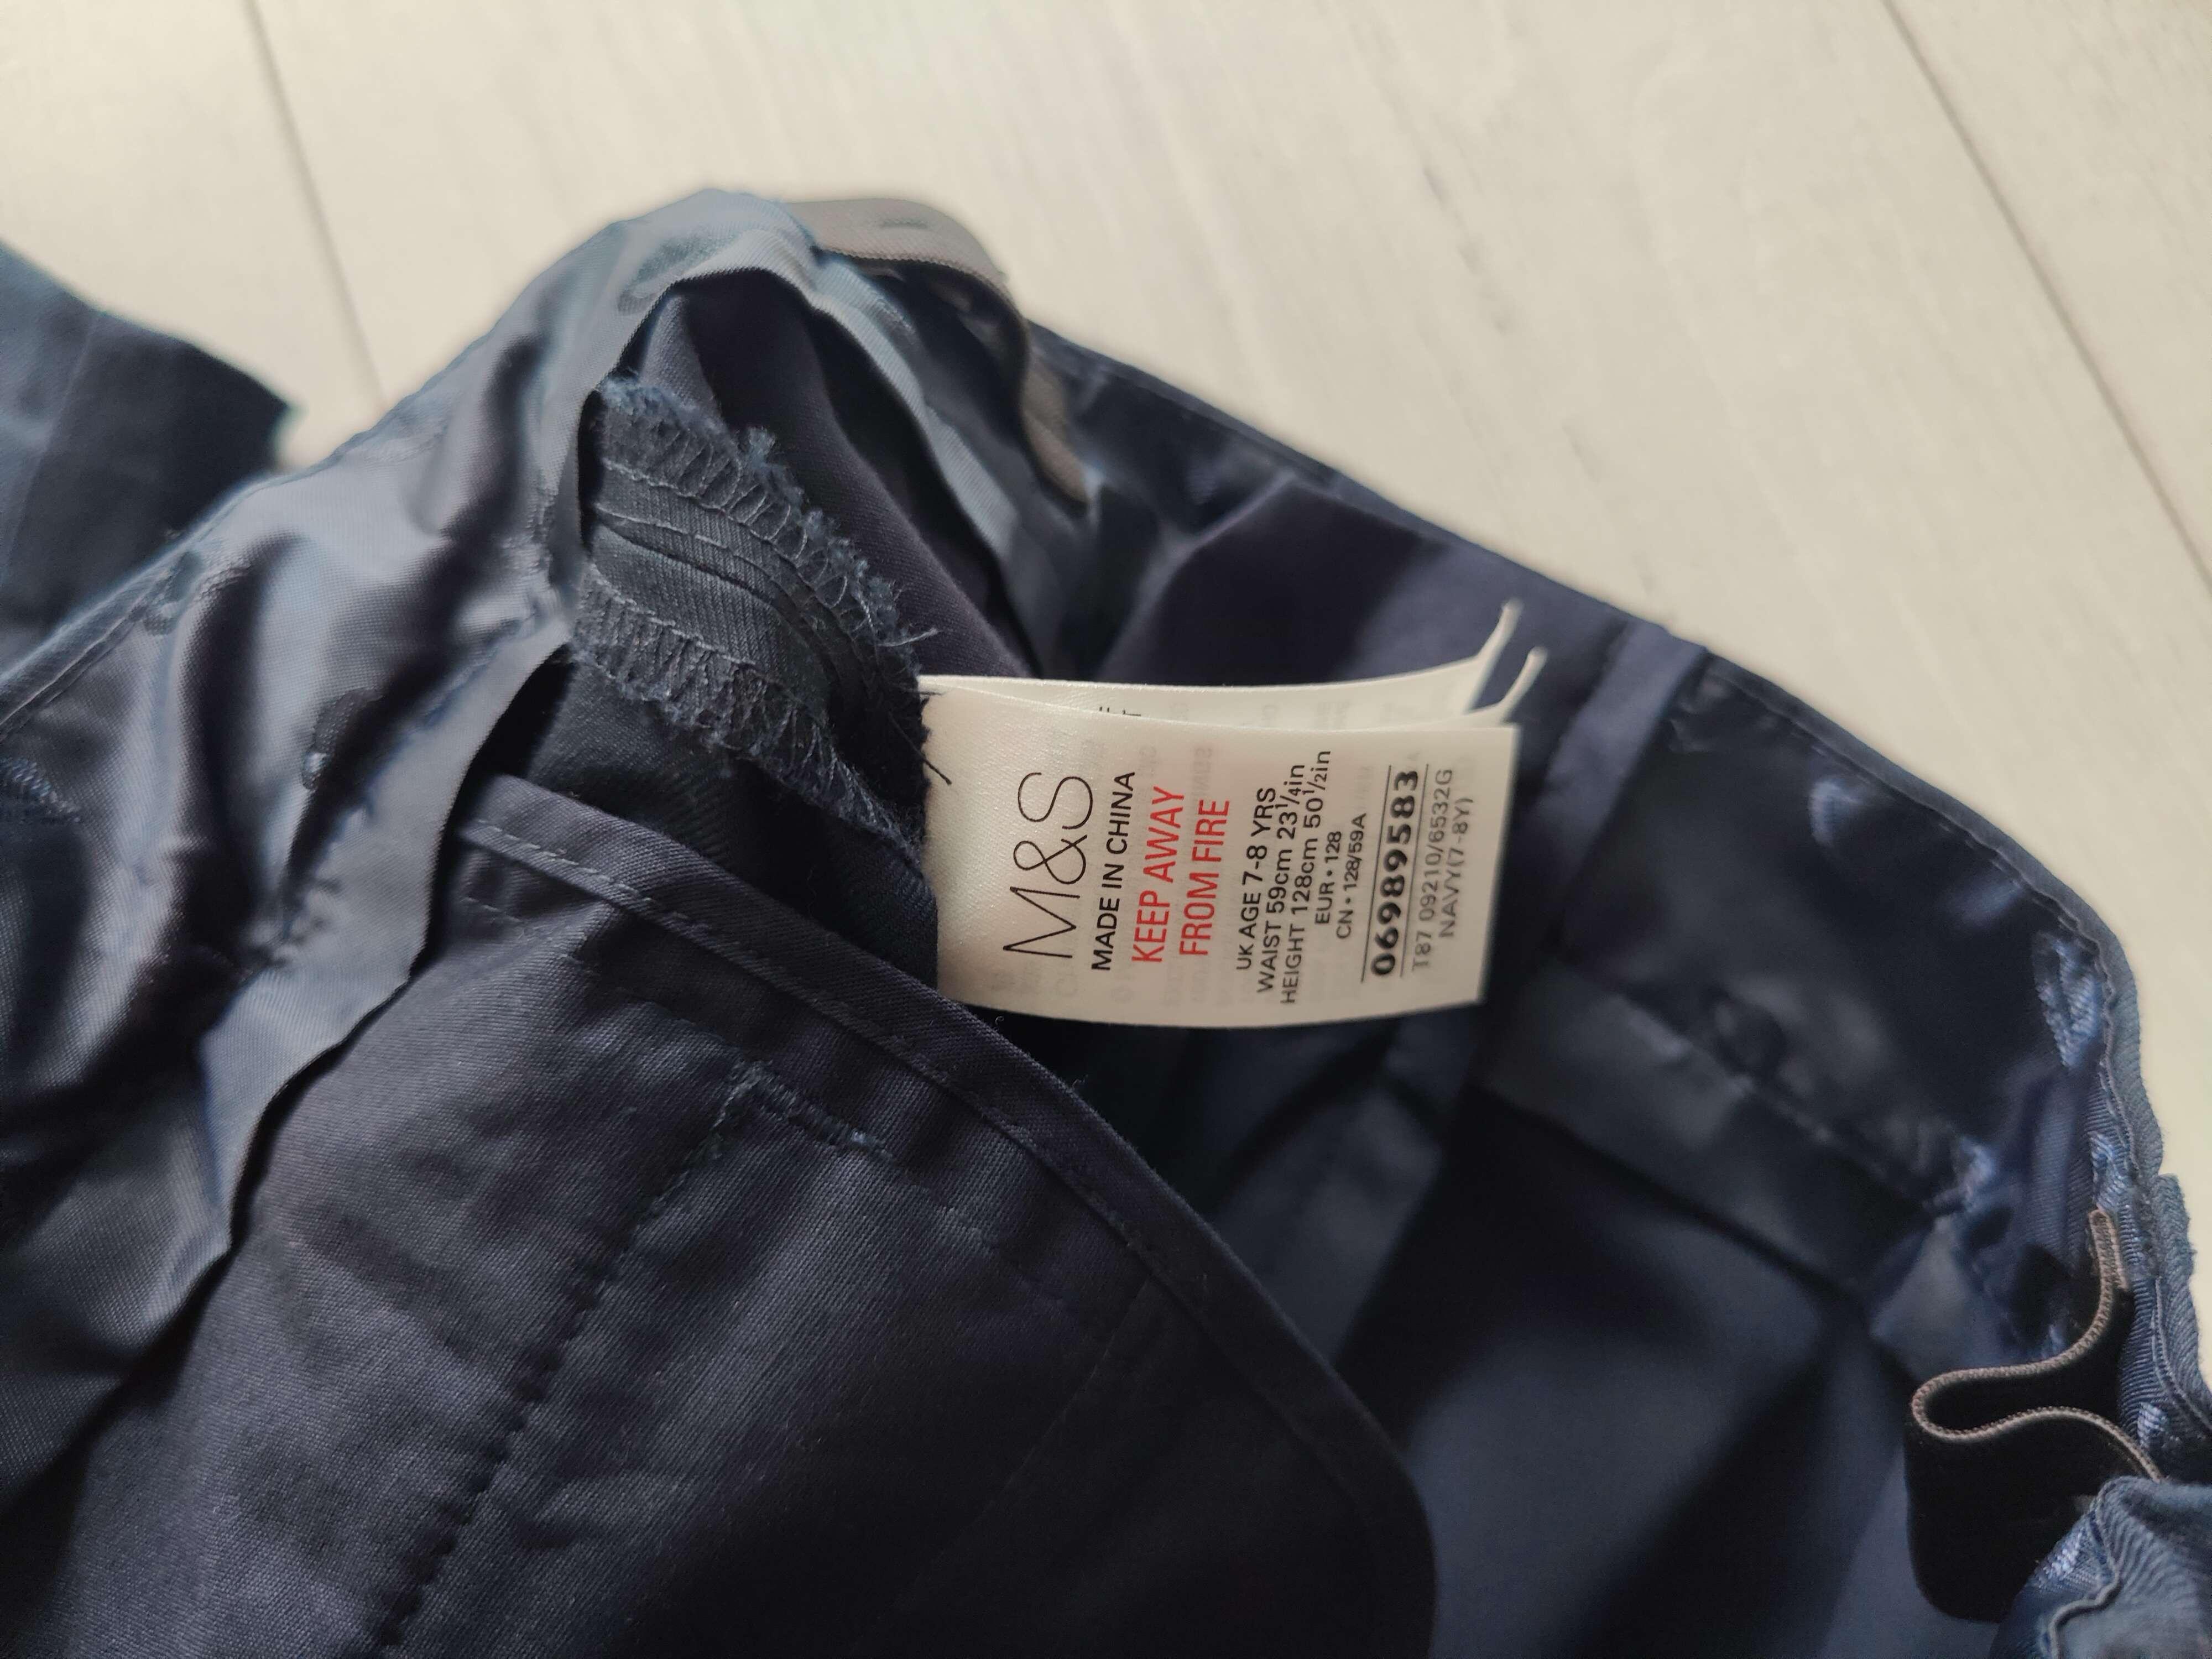 M&S
MADE IN CHINA
KEEP AWAY
FROM FIRE
UK AGE 7-8 YRS
WAIST 59cm 23¼in
HEIGHT 128cm 50½in
EUR • 128
CN • 128/59A
06989583
T87 09210/6532G
NAVY(7-8Y)